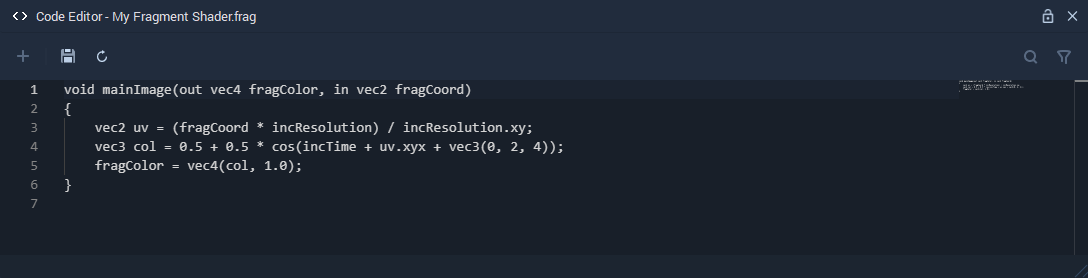 Code Editor - My Fragment Shader.frag
1 void mainImage(out vec4 fragColor, in vec2 fragCoord)
2 {
3 vec2 uv = (fragCoord * incResolution) / incResolution.xy;
4 vec3 col = 0.5 + 0.5 * cos(incTime + uv.xyx + vec3(0, 2, 4));
5 fragColor = vec4(col, 1.0);
6 }
7